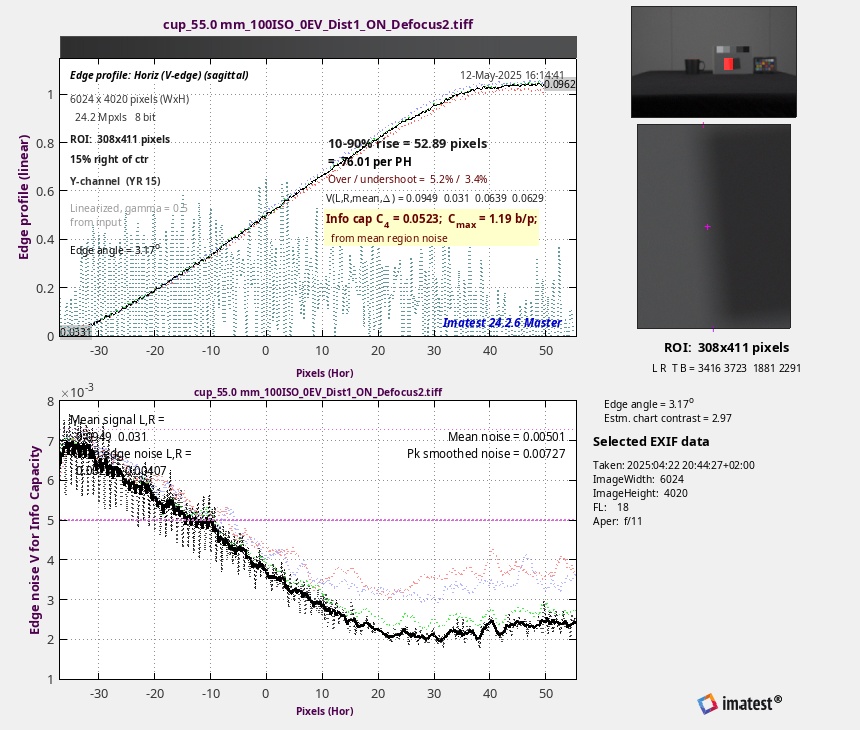 cup_55.0 mm_100ISO_0EV_Dist1_ON_Defocus2.tiff
Edge profile: Horiz (V-edge) (sagittal)
12-May-2025 16:14:41
0.0962
6024 x 4020 pixels (WxH)
24.2 Mpxls 8 bit
ROI: 308x411 pixels
15% right of ctr
Y-channel (YR 15)
Linearized, gamma = 0.5
from input
Edge angle = 3.17°
10-90% rise = 52.89 pixels
= 76.01 per PH
Over / undershoot = 5.2% / 3.4%
V(L,R,mean,Δ) = 0.0949 0.031 0.0639 0.0629
Info cap C4 = 0.0523; Cmax = 1.19 b/p;
from mean region noise
Imatest 24.2.6 Master
0.0331
Edge profile (linear)
1
0.8
0.6
0.4
0.2
0
-30 -20 -10 0 10 20 30 40 50
Pixels (Hor)
cup_55.0 mm_100ISO_0EV_Dist1_ON_Defocus2.tiff
×10-3
Mean signal L,R =
0.0949 0.031
edge noise L,R =
0.00407
Mean noise = 0.00501
Pk smoothed noise = 0.00727
Edge noise V for Info Capacity
8
7
6
5
4
3
2
1
-30 -20 -10 0 10 20 30 40 50
Pixels (Hor)
ROI: 308x411 pixels
L R T B = 3416 3723 1881 2291
Edge angle = 3.17°
Estm. chart contrast = 2.97
Selected EXIF data
Taken: 2025:04:22 20:44:27+02:00
ImageWidth: 6024
ImageHeight: 4020
FL: 18
Aper: f/11
imatest®